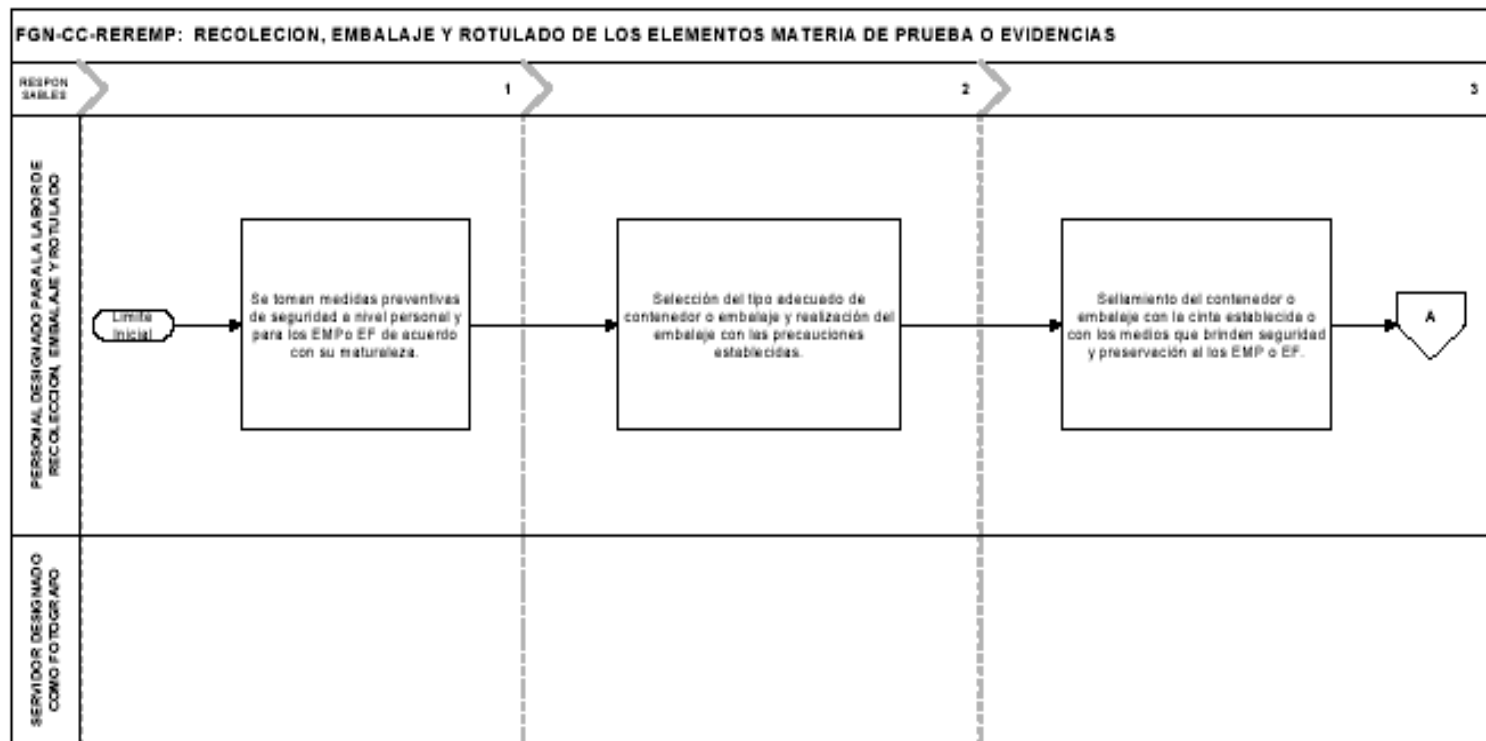 FGN-CC-REREMP: RECOLECION, EMBALAJE Y ROTULADO DE LOS ELEMENTOS MATERIA DE PRUEBA O EVIDENCIAS
RESPON
SABLES
1
2
3
PERSONAL DESIGNADO PARA LA LABOR DE
RECOLECCION, EMBALAJE Y ROTULADO
Limite
Inicial
Se toman medidas preventivas
de seguridad a nivel personal y
para los EMPo EF de acuerdo
con su maturaleza.
Selección del tipo adecuado de
contenedor o embalaje y realización del
embalaje con las precauciones
establecidas.
Sellamiento del contenedor o
embalaje con la cinta establecida o
con los medios que brinden seguridad
y preservación al los EMP o EF.
A
SERVIDOR DESIGNADO
COMO FOTOGRAFO